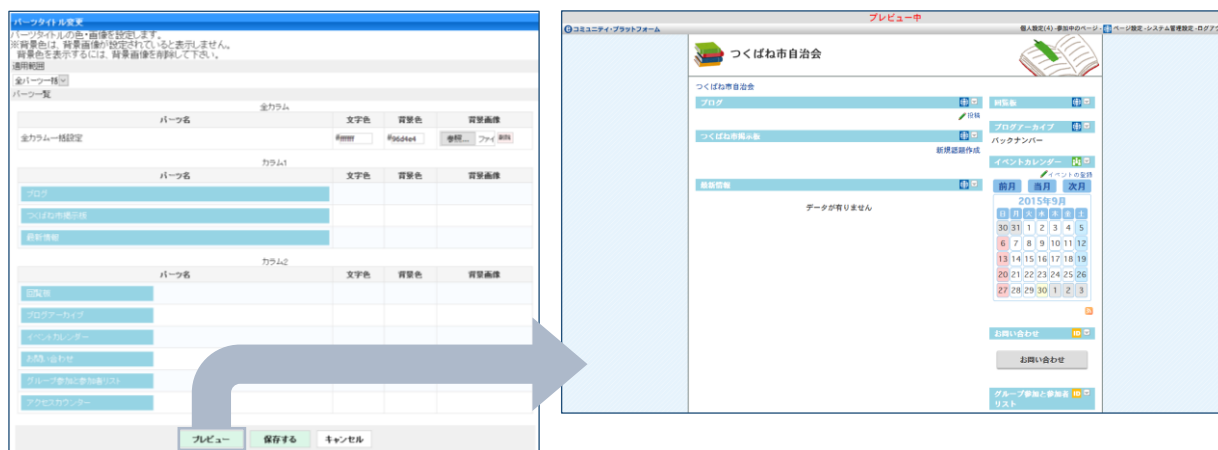 パーツタイトル変更
パーツタイトルの色・画像を設定します。
※背景色は、背景画像が設定されていると表示しません。
背景色を表示するには、背景画像を削除して下さい。
適用範囲
全パーツ一括
パーツ一覧
全カラム
パーツ名 文字色 背景色 背景画像
全カラム一括設定 #ffffff #96d4e4 参照... ファイ 削除
カラム1
パーツ名 文字色 背景色 背景画像
ブログ
つくばね市掲示板
最新情報
カラム2
パーツ名 文字色 背景色 背景画像
回覧板
ブログアーカイブ
イベントカレンダー
お問い合わせ
グループ参加と参加者リスト
アクセスカウンター
プレビュー 保存する キャンセル
プレビュー中
コミュニティ・プラットフォーム 個人設定(4)・参加中のページ・ ページ設定・システム管理設定・ログアウ
つくばね市自治会
つくばね市自治会
ブログ
投稿
つくばね市掲示板
新規話題作成
最新情報
データが有りません
回覧板
ブログアーカイブ
バックナンバー
イベントカレンダー
イベントの登録
前月 当月 次月
2015年9月
日 月 火 水 木 金 土
30 31 1 2 3 4 5
6 7 8 9 10 11 12
13 14 15 16 17 18 19
20 21 22 23 24 25 26
27 28 29 30 1 2 3
お問い合わせ
お問い合わせ
グループ参加と参加者
リスト